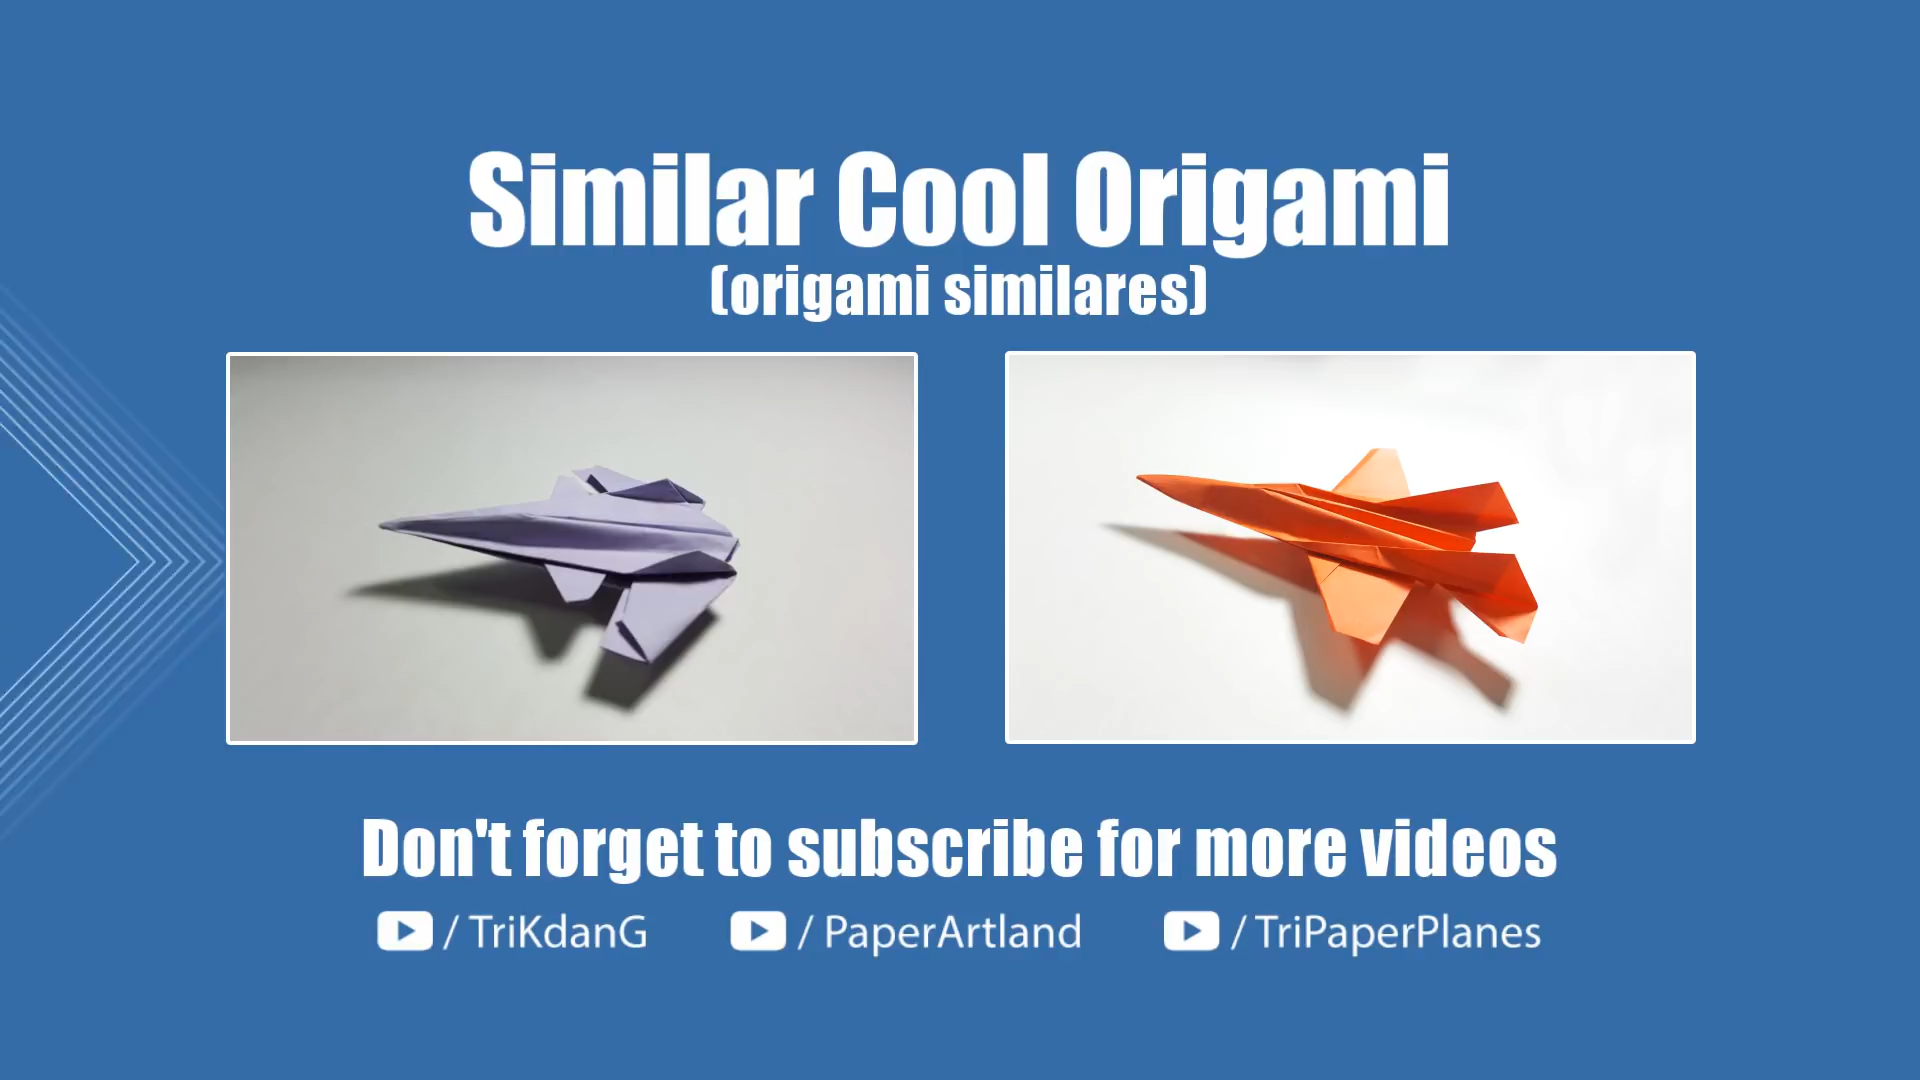 Similar Cool Origami
(origami similares)
Don't forget to subscribe for more videos
/ TriKdanG / PaperArtland / TriPaperPlanes